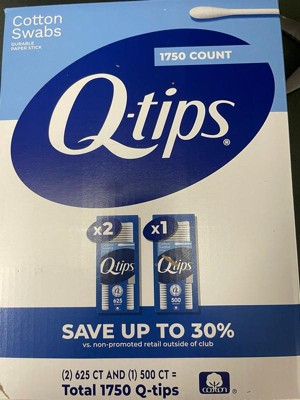 Cotton
Swabs
DURABLE
PAPER STICK
1750 COUNT
Q-tips®
x2
x1
Q-tips
625
Q-tips
500
SAVE UP TO 30%
vs. non-promoted retail outside of club
(2) 625 CT AND (1) 500 CT =
Total 1750 Q-tips
COTTON